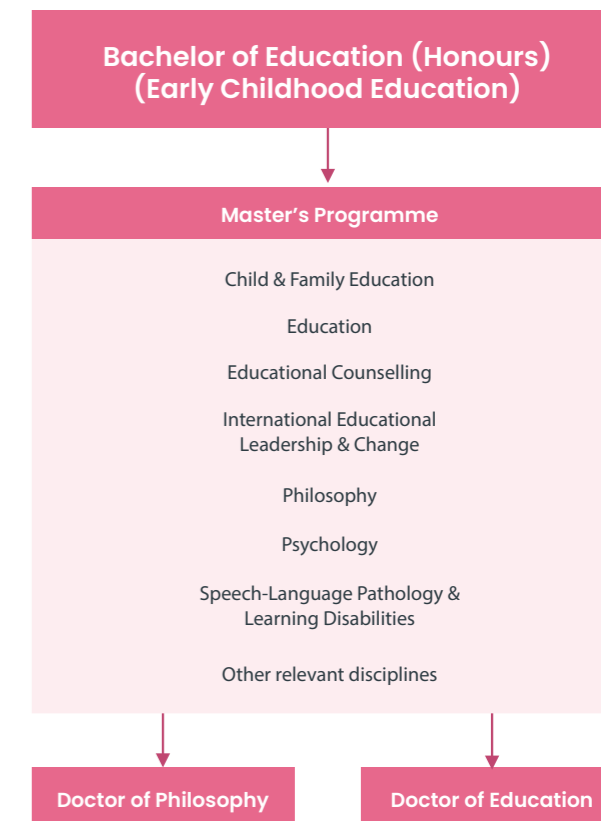 Bachelor of Education (Honours)
(Early Childhood Education)
Master’s Programme
Child & Family Education
Education
Educational Counselling
International Educational
Leadership & Change
Philosophy
Psychology
Speech-Language Pathology &
Learning Disabilities
Other relevant disciplines
Doctor of Philosophy
Doctor of Education